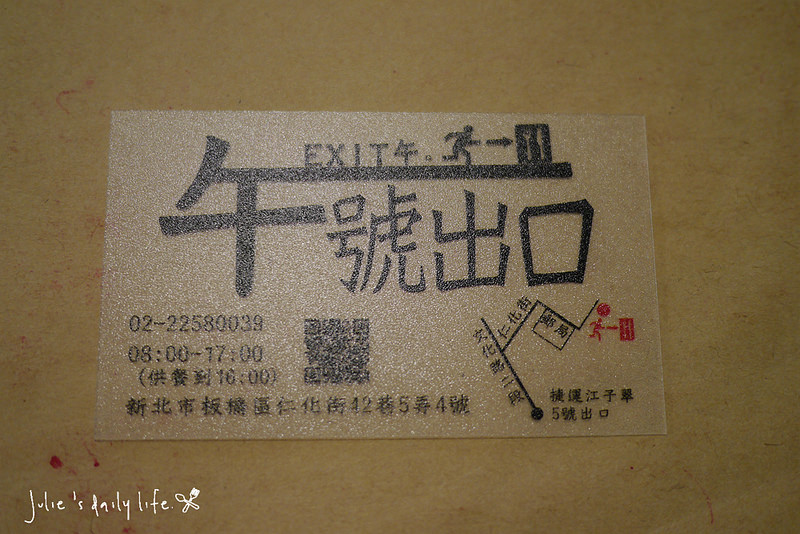 EXIT午.
午號出口
02-22580039
08:00-17:00
(供餐到16:00)
新北市板橋區仁化街42巷5弄4號
文化路二段
仁化街
郵局
捷運江子翠
5號出口
Julie's daily life.